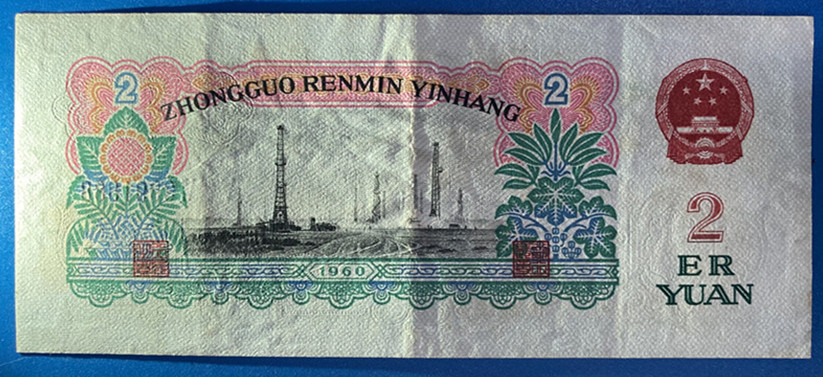 2 ZHONGGUO RENMIN YINHANG 2
1960
2
ER
YUAN